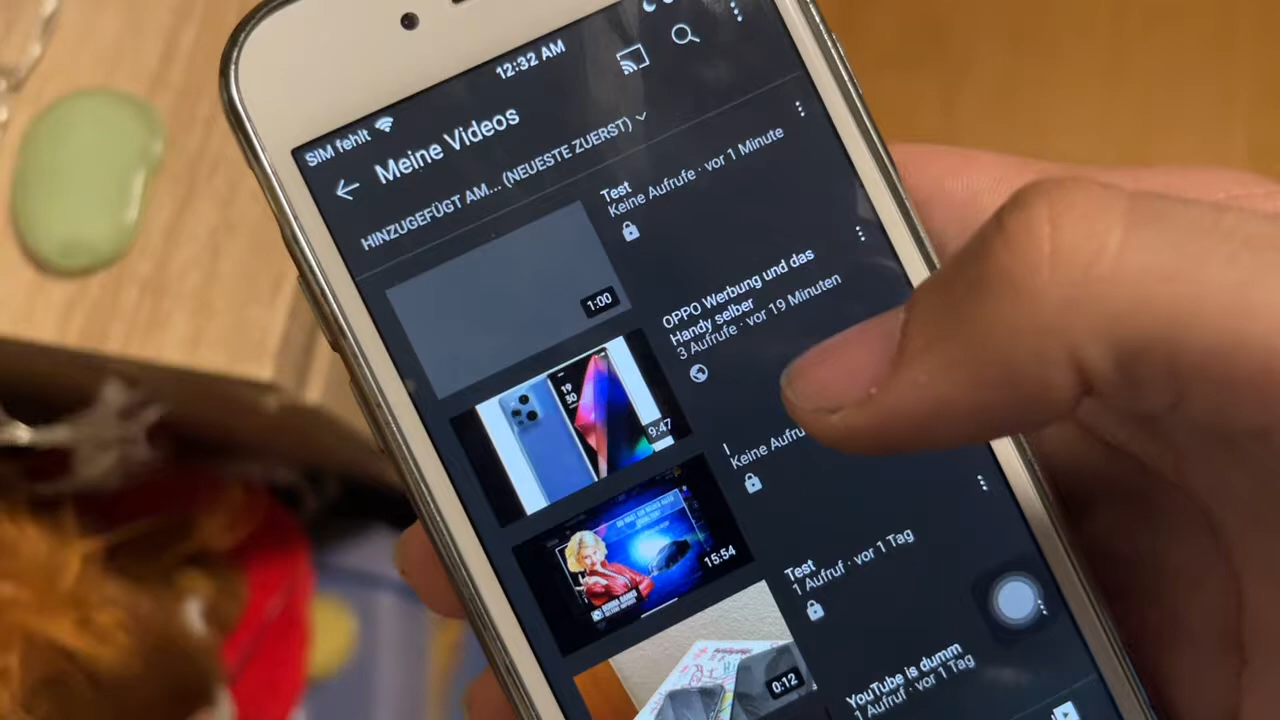 12:32 AM
SIM fehlt
Meine Videos
HINZUGEFÜGT AM... (NEUESTE ZUERST)
Test
Keine Aufrufe · vor 1 Minute
1:00
OPPO Werbung und das
Handy selber
3 Aufrufe · vor 19 Minuten
19
30
9:47
I
Keine Aufru
15:54
Test
1 Aufruf · vor 1 Tag
0:12
YouTube is dumm
1 Aufruf · vor 1 Tag